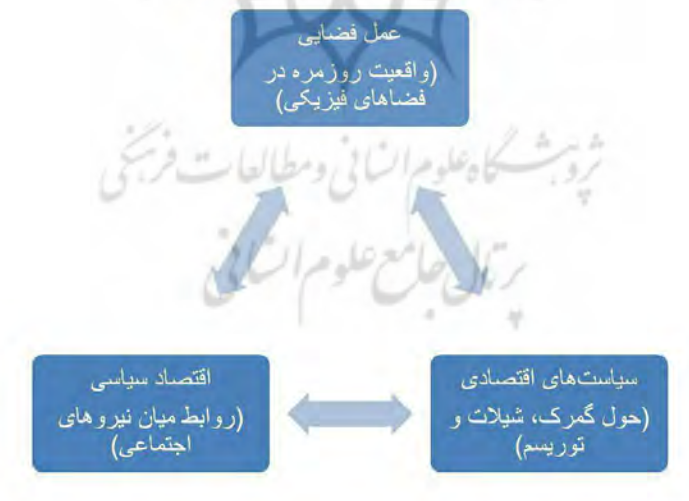 عمل فضایی
(واقعیت روزمره در
فضاهای فیزیکی)
پژوهشگاه علوم انسانی و مطالعات فرهنگی
پرتال جامع علوم انسانی
سیاست‌های اقتصادی
(حول گمرک، شیلات و
توریسم)
اقتصاد سیاسی
(روابط میان نیروهای
اجتماعی)